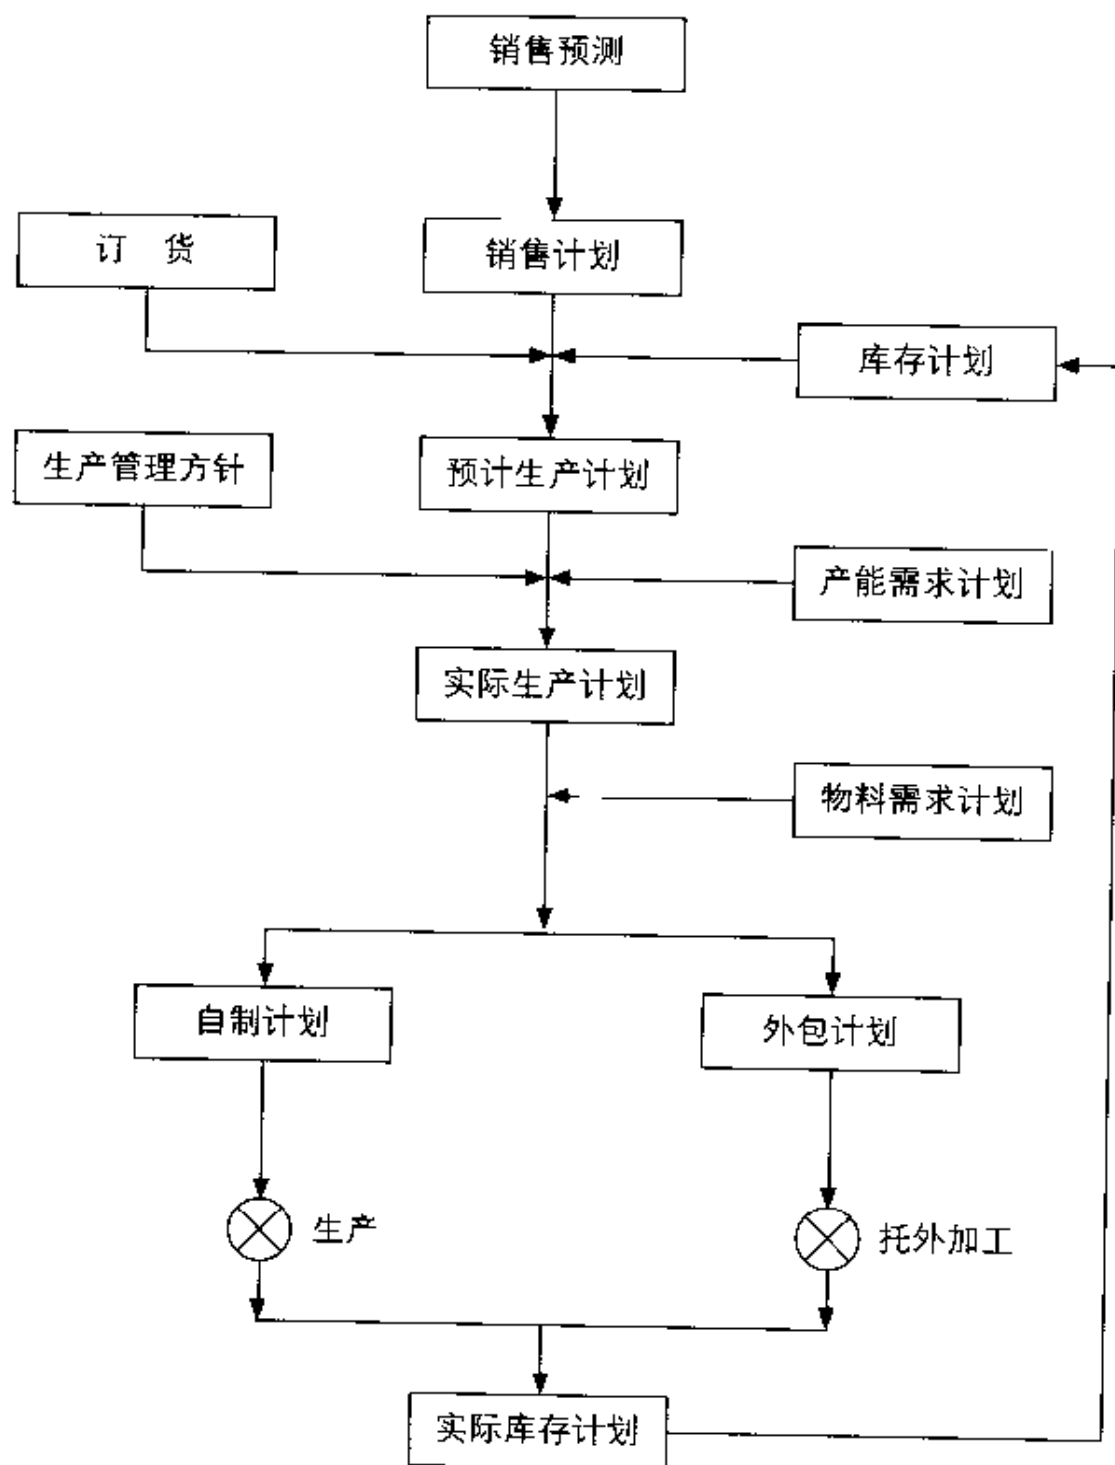 销售预测
订 货
销售计划
库存计划
生产管理方针
预计生产计划
产能需求计划
实际生产计划
物料需求计划
自制计划
外包计划
生产
托外加工
实际库存计划